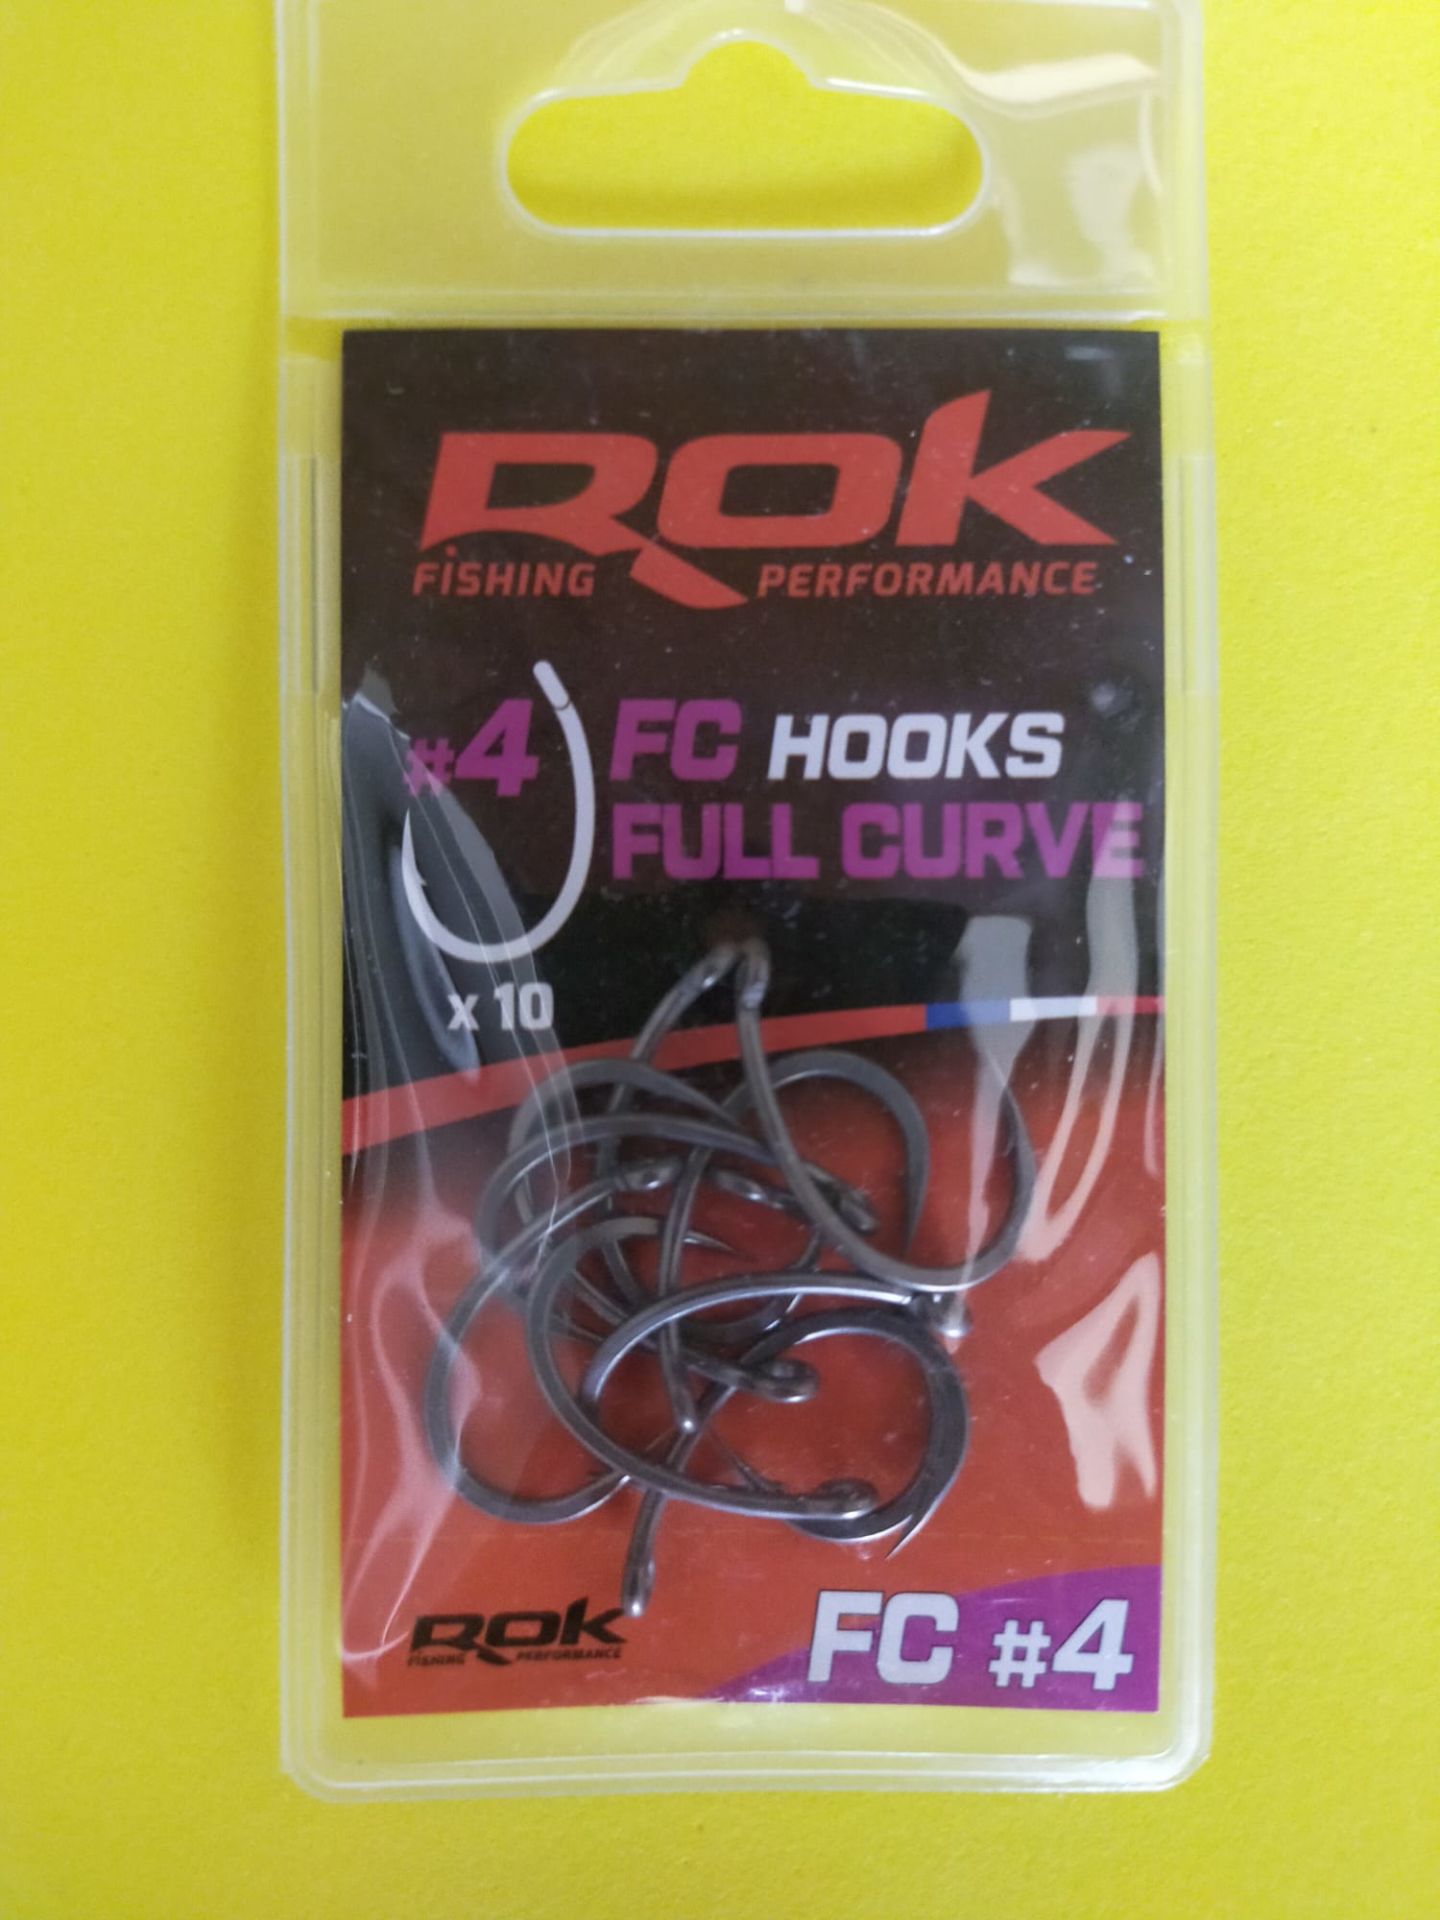 ROK
FISHING PERFORMANCE
#4 FC HOOKS
FULL CURVE
x 10
ROK
FISHING PERFORMANCE
FC #4